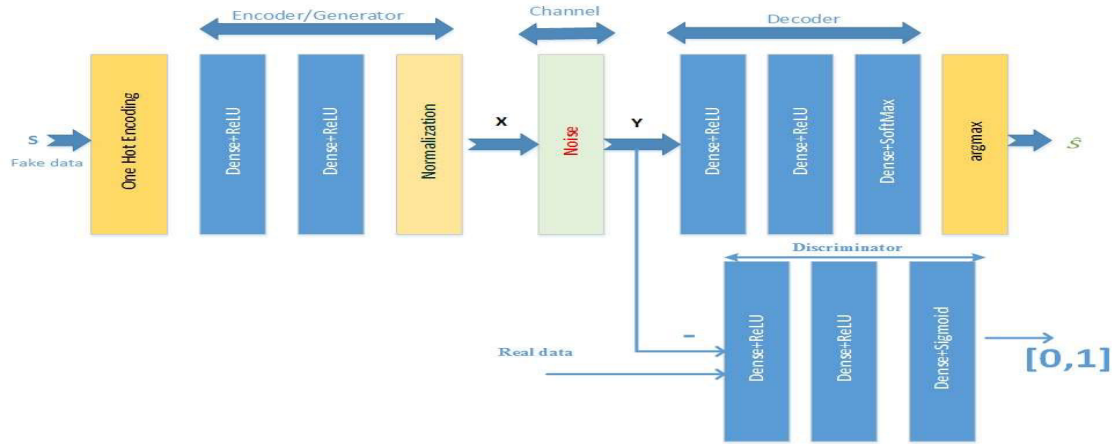 Encoder/Generator
Channel
Decoder
S
Fake data
One Hot Encoding
Dense+ReLU
Dense+ReLU
Normalization
X
Noise
Y
Dense+ReLU
Dense+ReLU
Dense+SoftMax
argmax
ŝ
Discriminator
Real data
–
Dense+ReLU
Dense+ReLU
Dense+Sigmoid
[0,1]